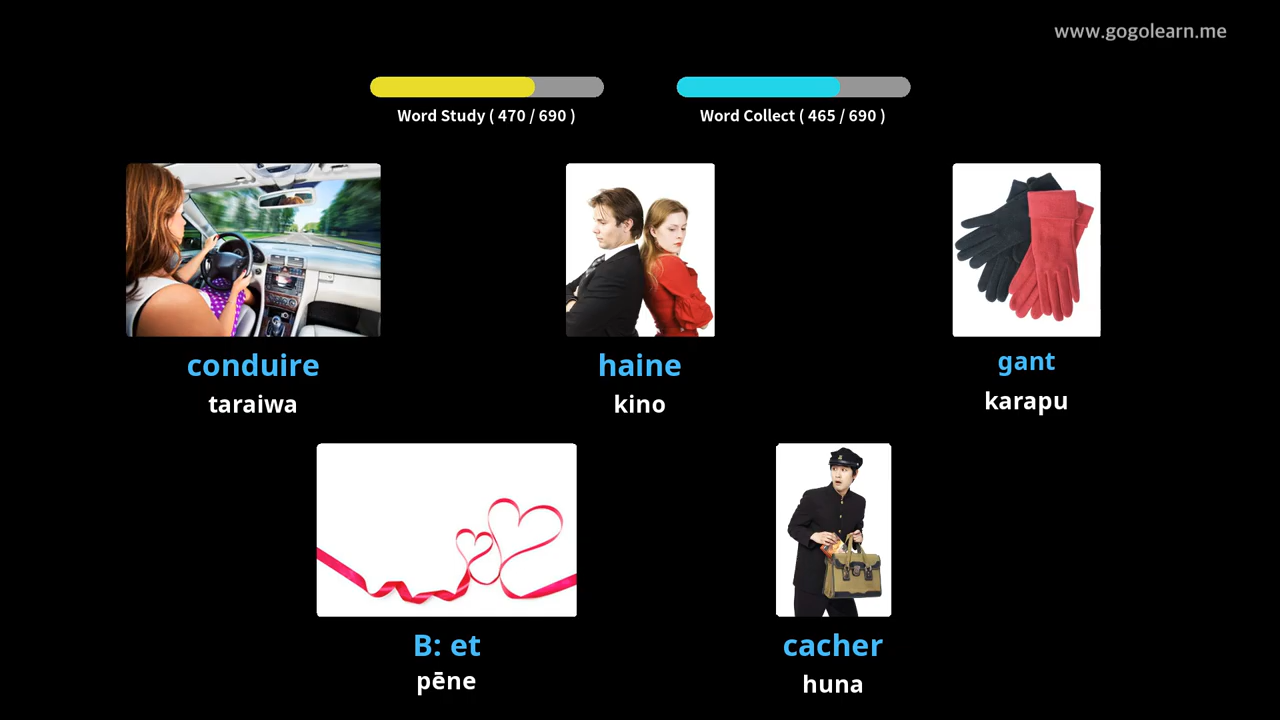 www.gogolearn.me
Word Study ( 470 / 690 )
Word Collect ( 465 / 690 )
conduire
taraiwa
haine
kino
gant
karapu
B: et
pēne
cacher
huna